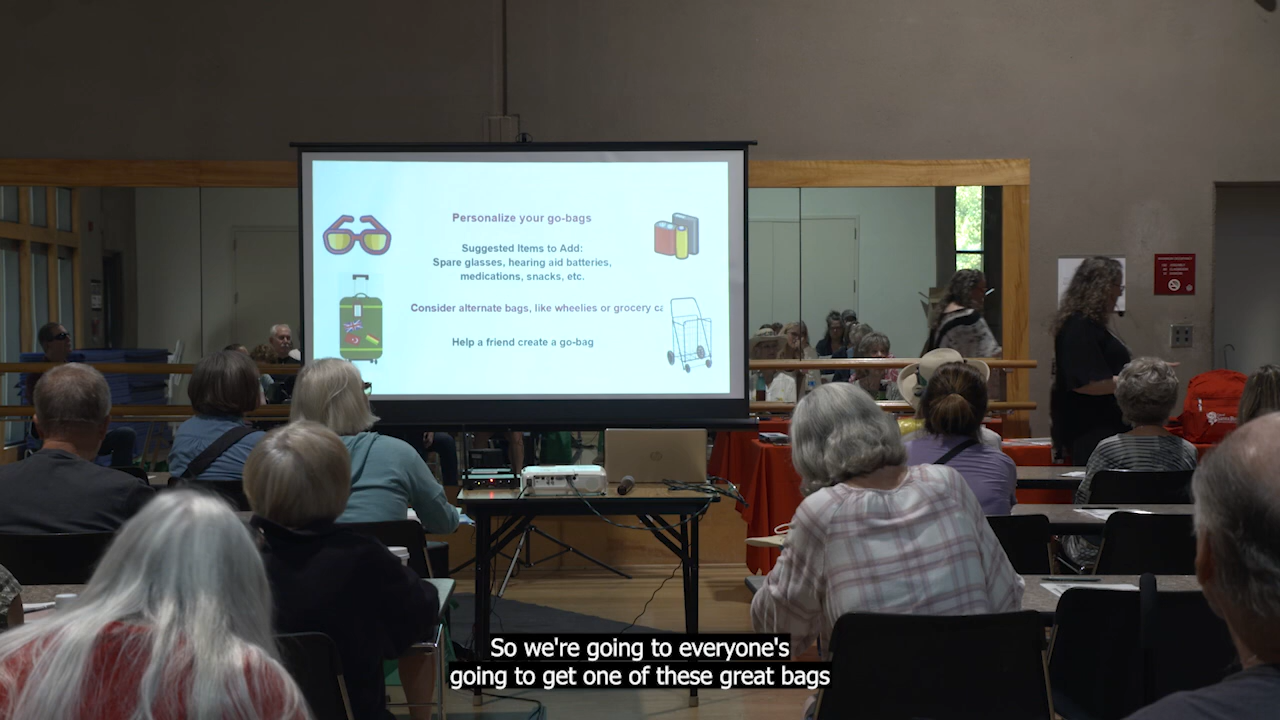 Personalize your go-bags
Suggested Items to Add:
Spare glasses, hearing aid batteries,
medications, snacks, etc.
Consider alternate bags, like wheelies or grocery ca
Help a friend create a go-bag
So we're going to everyone's
going to get one of these great bags